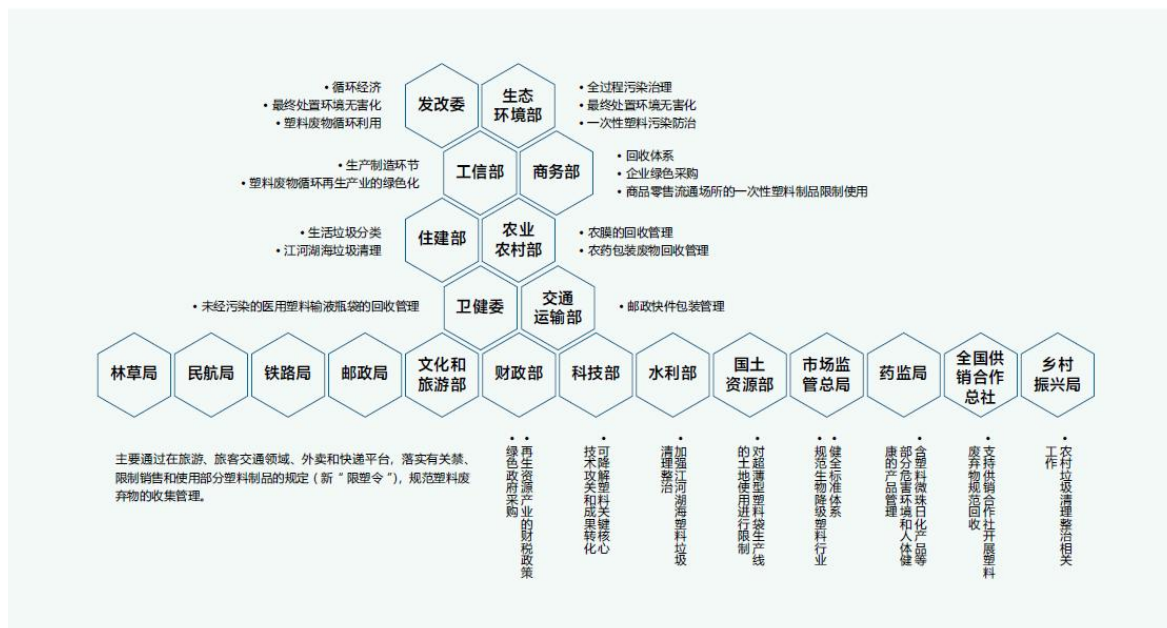 • 循环经济
• 最终处置环境无害化
• 塑料废物循环利用
发改委
生态
环境部
• 全过程污染治理
• 最终处置环境无害化
• 一次性塑料污染防治
• 生产制造环节
• 塑料废物循环再生产业的绿色化
工信部
商务部
• 回收体系
• 企业绿色采购
• 商品零售流通场所的一次性塑料制品限制使用
• 生活垃圾分类
• 江河湖海垃圾清理
住建部
农业
农村部
• 农膜的回收管理
• 农药包装废物回收管理
• 未经污染的医用塑料输液瓶袋的回收管理
卫健委
交通
运输部
• 邮政快件包装管理
林草局
民航局
铁路局
邮政局
文化和
旅游部
财政部
科技部
水利部
国土
资源部
市场监
管总局
药监局
全国供
销合作
总社
乡村
振兴局
主要通过在旅游、旅客交通领域、外卖和快递平台，落实有关禁、
限制销售和使用部分塑料制品的规定（新“限塑令”），规范塑料废
弃物的收集管理。
• 再生资源产业的财税政策
• 绿色政府采购
• 可降解塑料关键核心
技术攻关和成果转化
• 加强江河湖海塑料垃圾
清理整治
• 对超薄型塑料袋生产线
的土地使用进行限制
• 健全标准体系
• 规范生物降级塑料行业
• 含塑料微珠日化产品等
部分危害环境和人体健
康的产品管理
• 支持供销合作社开展塑料
废弃物规范回收
• 农村垃圾清理整治相关
工作